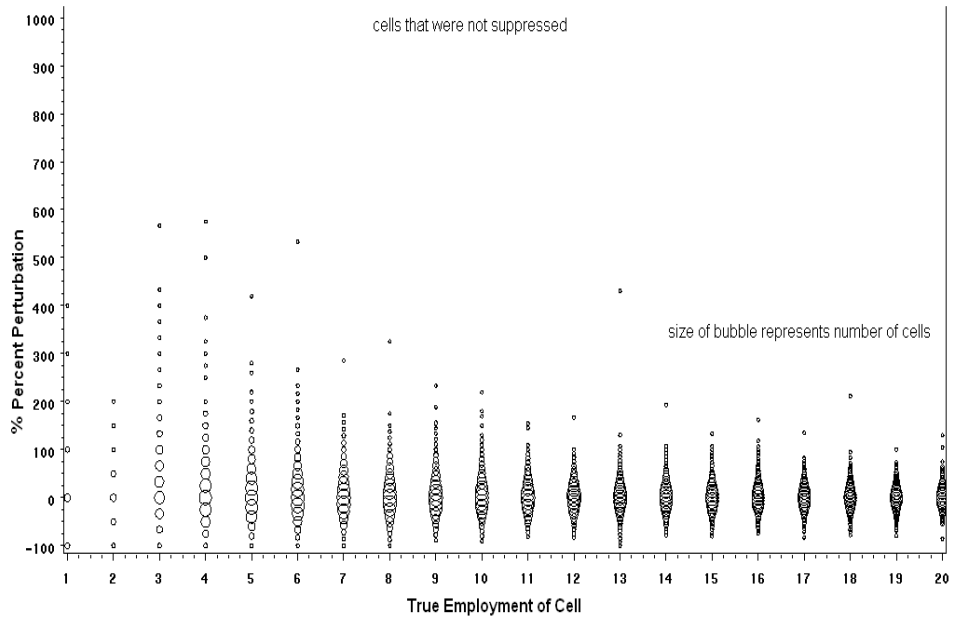 cells that were not suppressed
1000
900
800
700
600
500
400
300
200
100
0
-100
% Percent Perturbation
size of bubble represents number of cells
1 2 3 4 5 6 7 8 9 10 11 12 13 14 15 16 17 18 19 20
True Employment of Cell